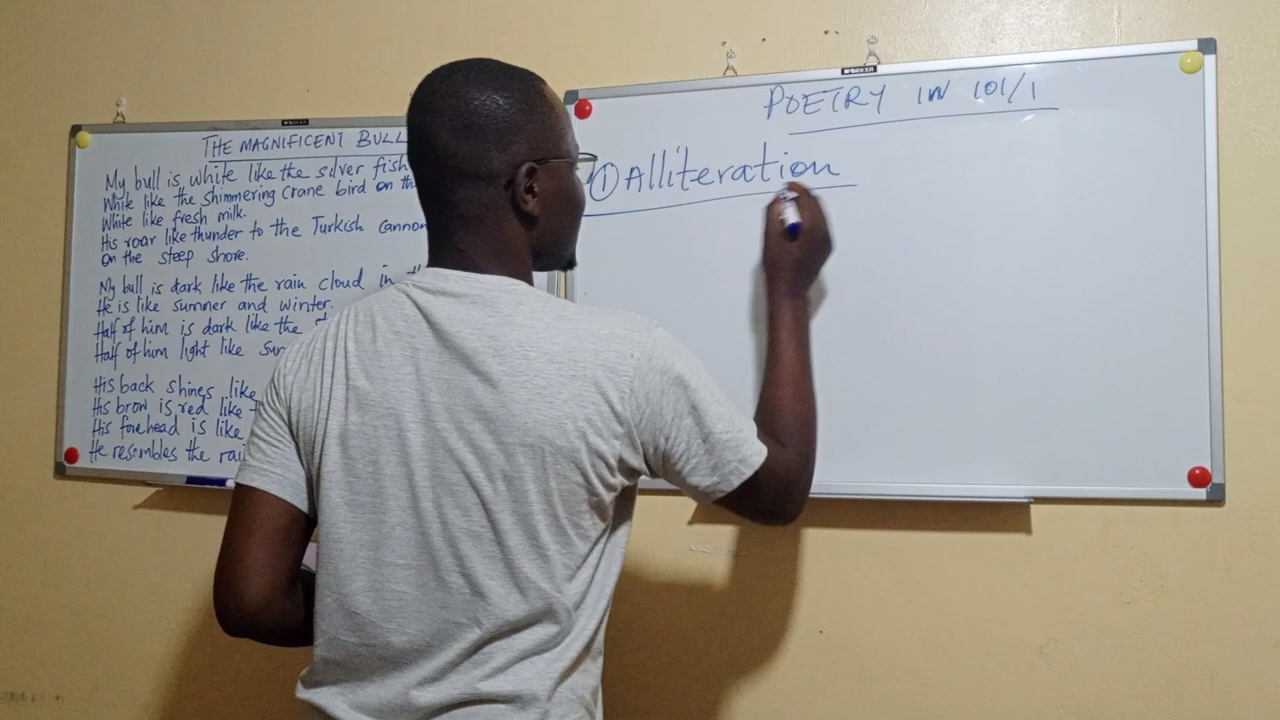 THE MAGNIFICENT BULL
My bull is white like the silver fish
White like the shimmering crane bird on
White like fresh milk.
His roar like thunder to the Turkish cannon
on the steep shore.
My bull is dark like the rain cloud in
He is like summer and winter.
Half of him is dark like the
Half of him light like
His back shines like
His brow is red like
His forehead is like
He resembles the
POETRY IN 101/1
① Alliteration